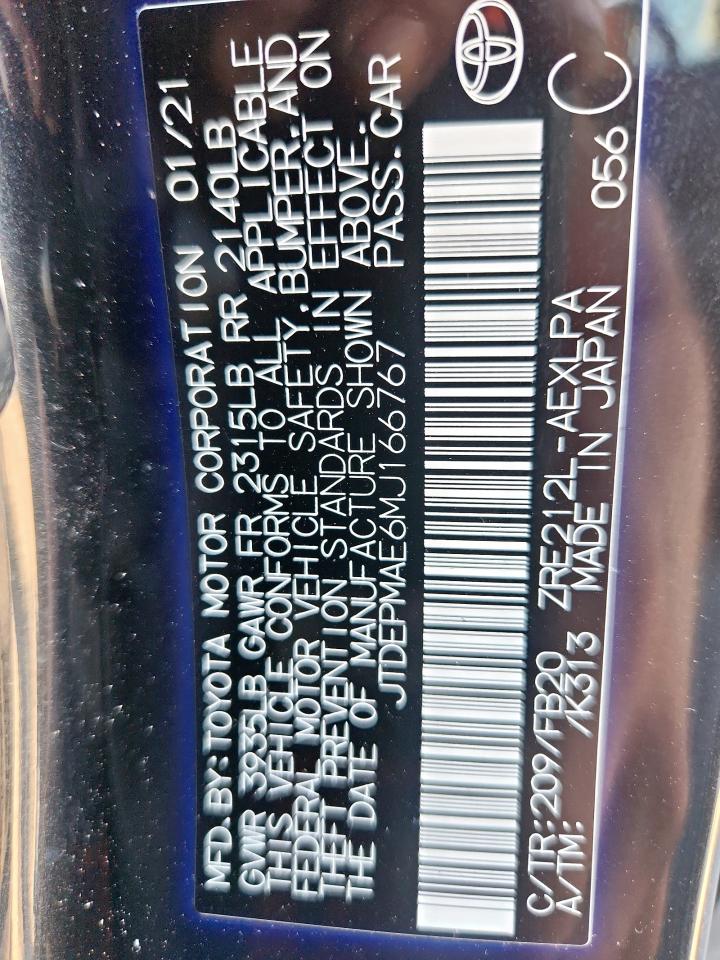 MFD.BY:TOYOTA MOTOR CORPORATION 01/21
GVWR 3935LB GAWR FR 2315LB RR 2140LB
THIS VEHICLE CONFORMS TO ALL APPLICABLE
FEDERAL MOTOR VEHICLE SAFETY,BUMPER,AND
THEFT PREVENTION STANDARDS IN EFFECT ON
THE DATE OF MANUFACTURE SHOWN ABOVE.
JTDEPMAE6MJ166767 PASS.CAR
C/TR:209/FB20 ZRE212L-AEXLPA 056 C
A/TM: /K313 MADE IN JAPAN